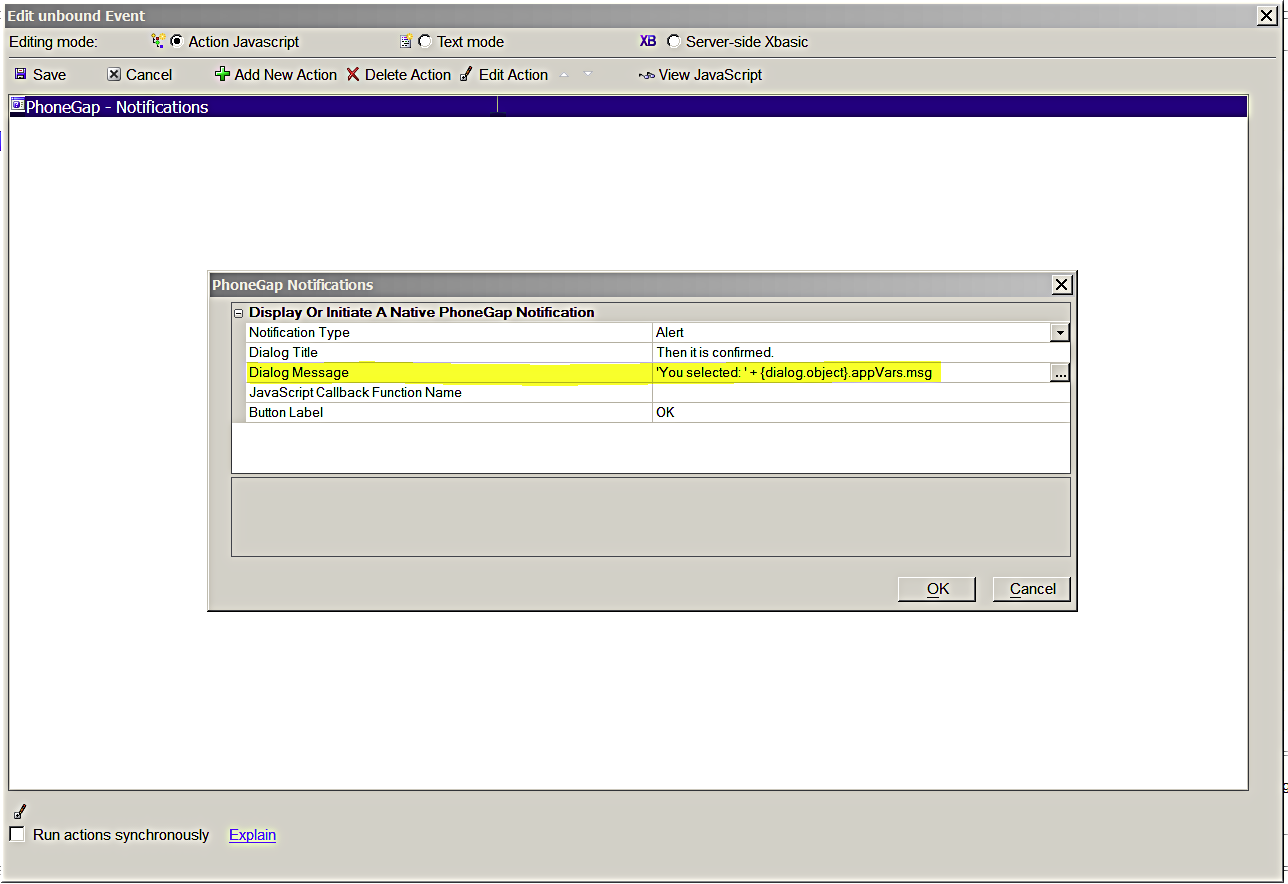 Edit unbound Event
Editing mode: Action Javascript Text mode XB Server-side Xbasic
Save Cancel Add New Action Delete Action Edit Action View JavaScript
PhoneGap - Notifications
PhoneGap Notifications
Display Or Initiate A Native PhoneGap Notification
Notification Type Alert
Dialog Title Then it is confirmed.
Dialog Message 'You selected: ' + {dialog.object}.appVars.msg ...
JavaScript Callback Function Name
Button Label OK
OK Cancel
Run actions synchronously Explain